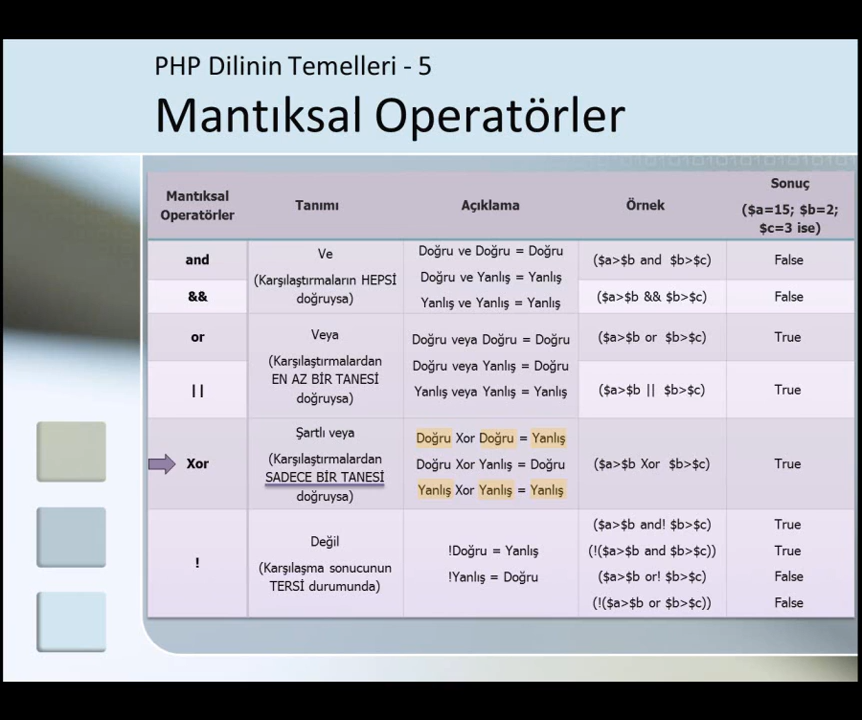 PHP Dilinin Temelleri - 5
Mantıksal Operatörler
Mantıksal
Operatörler
Tanımı
Açıklama
Örnek
Sonuç
($a=15; $b=2;
$c=3 ise)
and
Ve
(Karşılaştırmaların HEPSİ
doğruysa)
Doğru ve Doğru = Doğru
Doğru ve Yanlış = Yanlış
Yanlış ve Yanlış = Yanlış
($a>$b and $b>$c)
False
&&
($a>$b && $b>$c)
False
or
Veya
(Karşılaştırmalardan
EN AZ BİR TANESİ
doğruysa)
Doğru veya Doğru = Doğru
Doğru veya Yanlış = Doğru
Yanlış veya Yanlış = Yanlış
($a>$b or $b>$c)
True
||
($a>$b || $b>$c)
True
Xor
Şartlı veya
(Karşılaştırmalardan
SADECE BİR TANESİ
doğruysa)
Doğru Xor Doğru = Yanlış
Doğru Xor Yanlış = Doğru
Yanlış Xor Yanlış = Yanlış
($a>$b Xor $b>$c)
True
!
Değil
(Karşılaşma sonucunun
TERSİ durumunda)
!Doğru = Yanlış
!Yanlış = Doğru
($a>$b and! $b>$c)
True
(!($a>$b and $b>$c))
True
($a>$b or! $b>$c)
False
(!($a>$b or $b>$c))
False